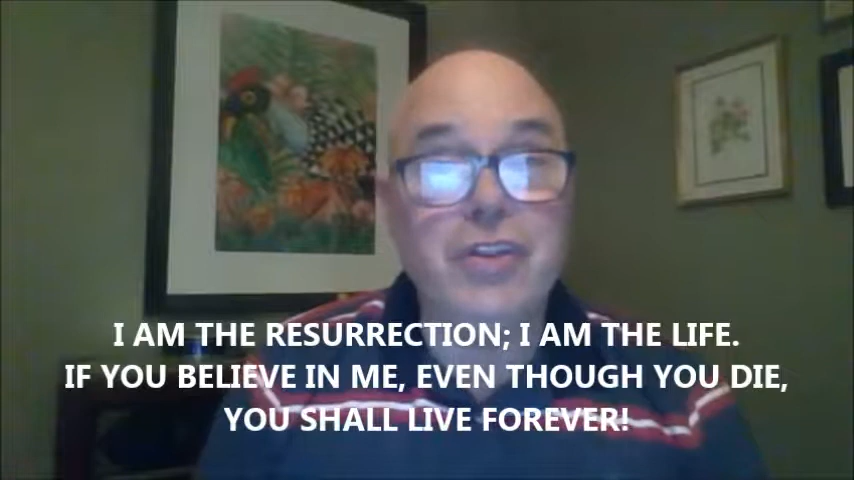 I AM THE RESURRECTION; I AM THE LIFE.
IF YOU BELIEVE IN ME, EVEN THOUGH YOU DIE,
YOU SHALL LIVE FOREVER!